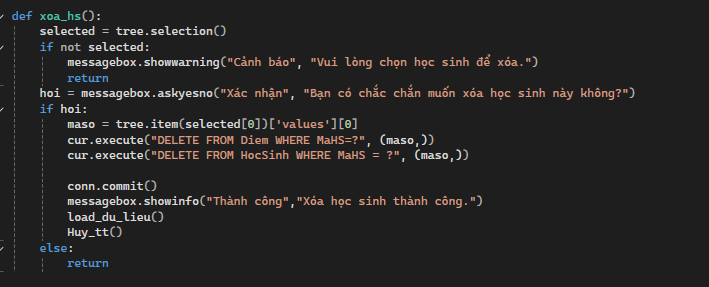 def xoa_hs():
    selected = tree.selection()
    if not selected:
        messagebox.showwarning("Cảnh báo", "Vui lòng chọn học sinh để xóa.")
        return
    hoi = messagebox.askyesno("Xác nhận", "Bạn có chắc chắn muốn xóa học sinh này không?")
    if hoi:
        maso = tree.item(selected[0])['values'][0]
        cur.execute("DELETE FROM Diem WHERE MaHS=?", (maso,))
        cur.execute("DELETE FROM HocSinh WHERE MaHS = ?", (maso,))
        conn.commit()
        messagebox.showinfo("Thành công","Xóa học sinh thành công.")
        load_du_lieu()
        Huy_tt()
    else:
        return